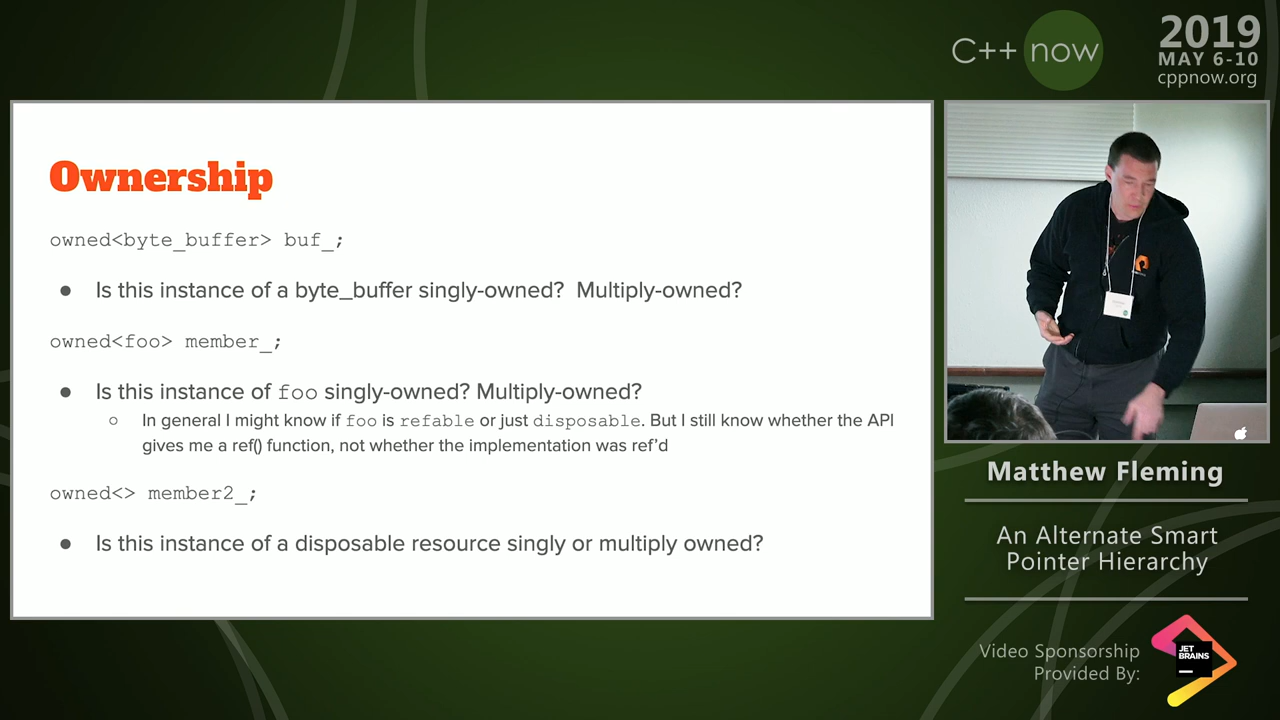 C++ now
2019
MAY 6-10
cppnow.org
Ownership
owned<byte_buffer> buf_;
● Is this instance of a byte_buffer singly-owned? Multiply-owned?
owned<foo> member_;
● Is this instance of foo singly-owned? Multiply-owned?
○ In general I might know if foo is refable or just disposable. But I still know whether the API
gives me a ref() function, not whether the implementation was ref’d
owned<> member2_;
● Is this instance of a disposable resource singly or multiply owned?
Matthew Fleming
An Alternate Smart
Pointer Hierarchy
Video Sponsorship
Provided By:
JET
BRAINS